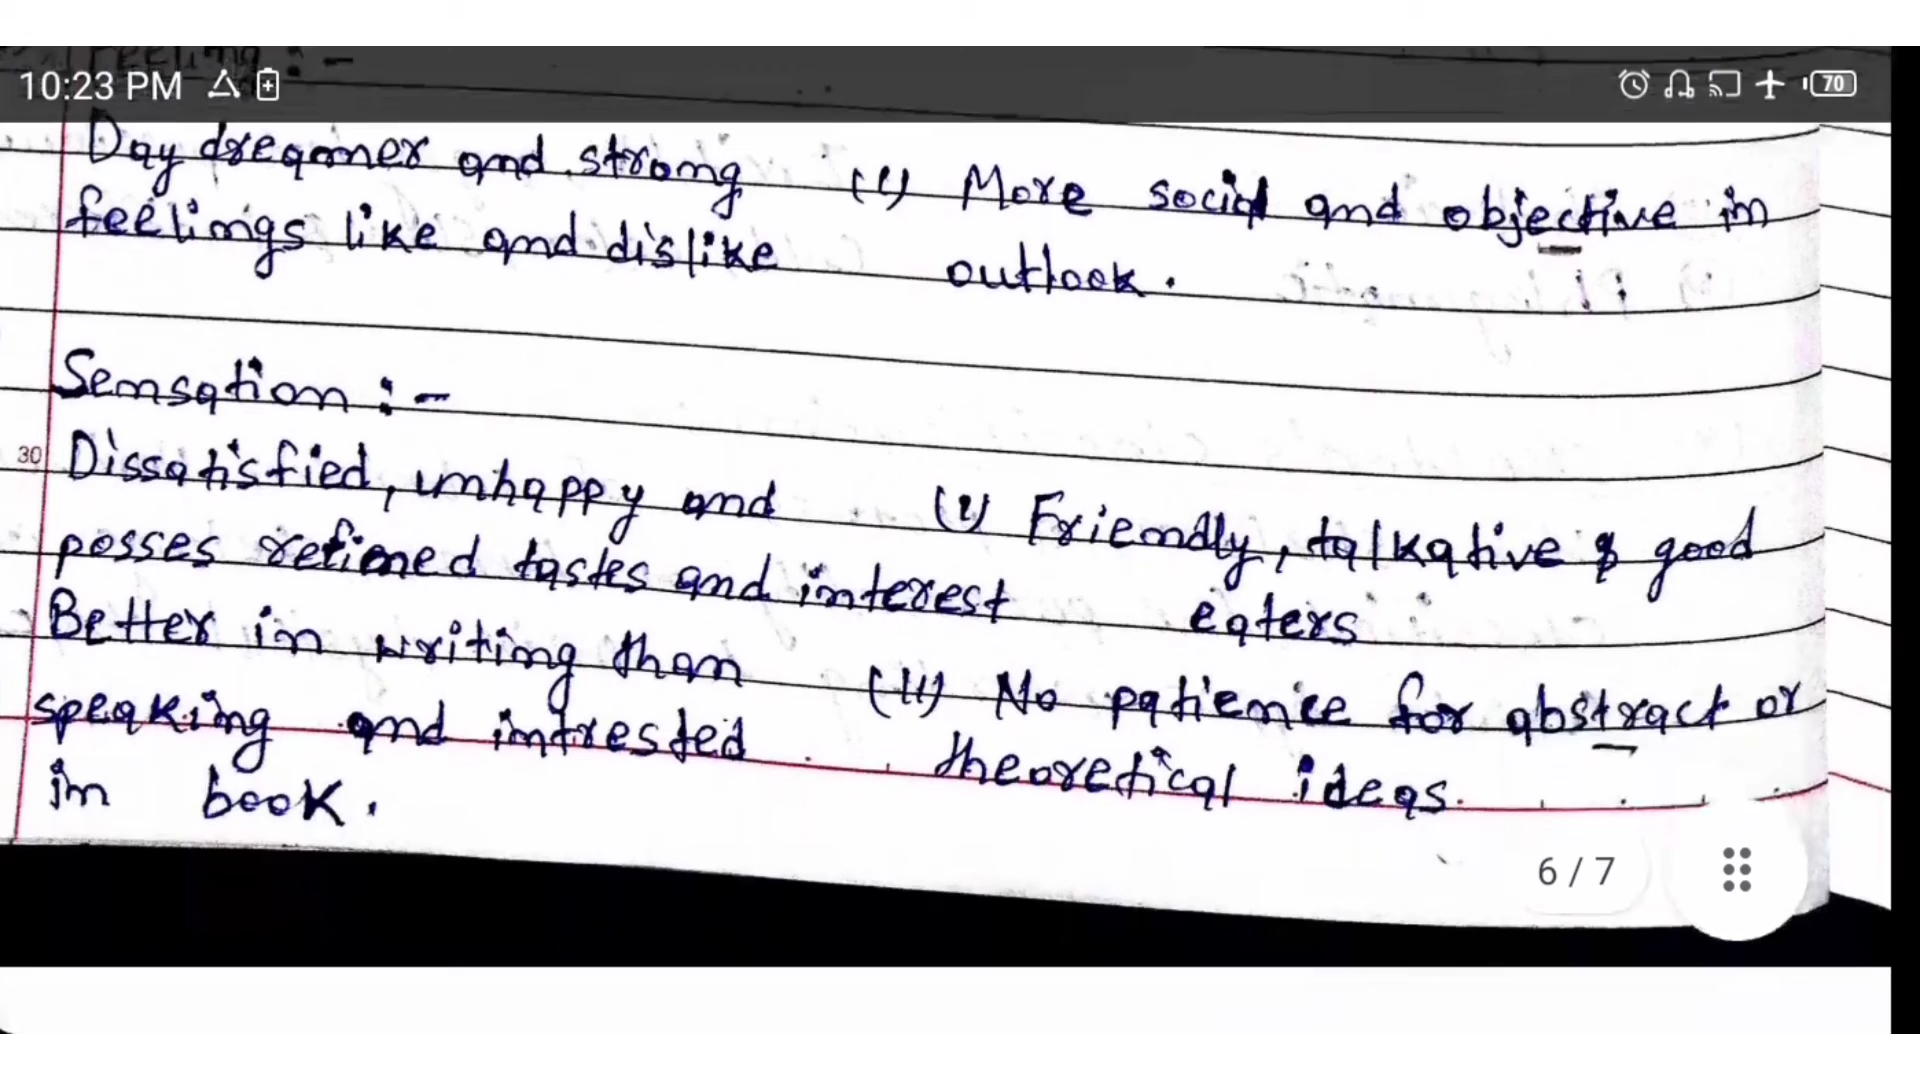 Feeling :-
10:23 PM 70
Day dreamer and strong (i) More social and objective in
feelings like and dislike outlook.
Sensation :-
30
Dissatisfied, unhappy and (i) Friendly, talkative & good
posses refined tastes and interest eaters
Better in writing than (ii) No patience for abstract or
speaking and intrested theoretical ideas.
in book.
6 / 7